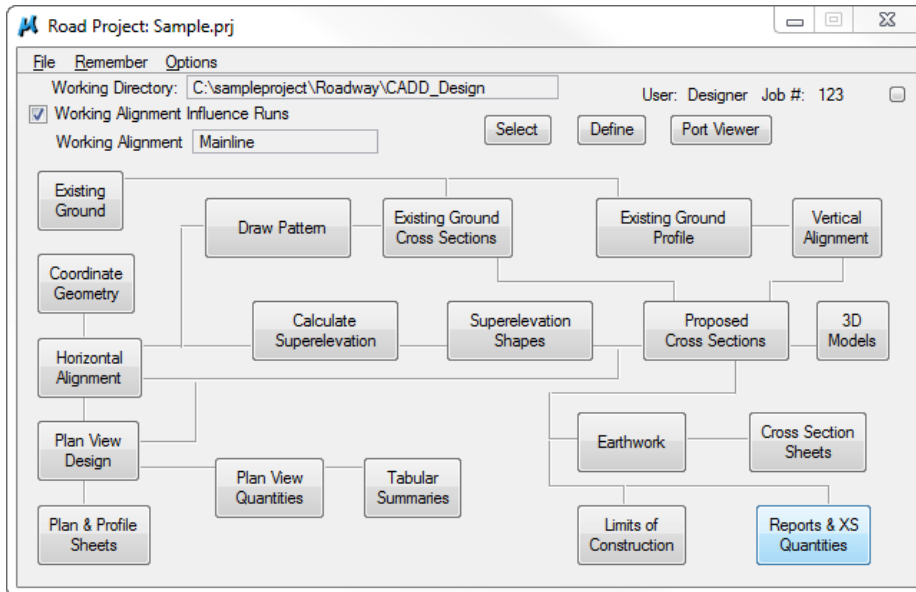 Road Project: Sample.prj
File Remember Options
Working Directory: C:\sampleproject\Roadway\CADD_Design
User: Designer Job #: 123
Working Alignment Influence Runs
Working Alignment Mainline
Select Define Port Viewer
Existing
Ground
Draw Pattern
Existing Ground
Cross Sections
Existing Ground
Profile
Vertical
Alignment
Coordinate
Geometry
Calculate
Superelevation
Superelevation
Shapes
Proposed
Cross Sections
3D
Models
Horizontal
Alignment
Plan View
Design
Earthwork
Cross Section
Sheets
Plan View
Quantities
Tabular
Summaries
Plan & Profile
Sheets
Limits of
Construction
Reports & XS
Quantities